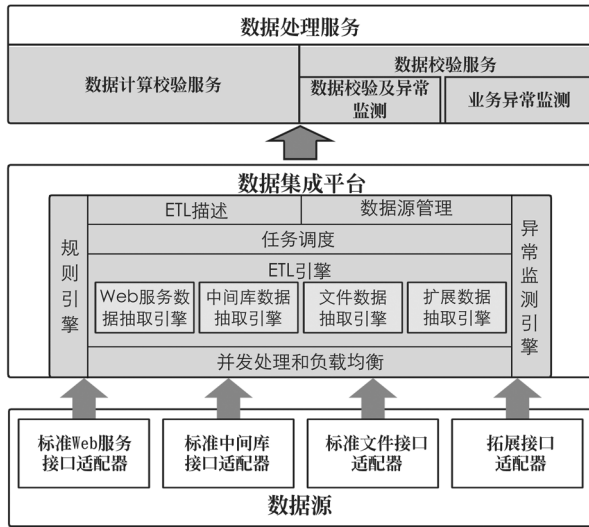 数据处理服务
数据计算校验服务
数据校验服务
数据校验及异常
监测
业务异常监测
数据集成平台
规则引擎
ETL描述
数据源管理
任务调度
ETL引擎
Web服务数
据抽取引擎
中间库数据
抽取引擎
文件数据
抽取引擎
扩展数据
抽取引擎
并发处理和负载均衡
异常监测引擎
标准Web服务
接口适配器
标准中间库
接口适配器
标准文件接口
适配器
拓展接口
适配器
数据源